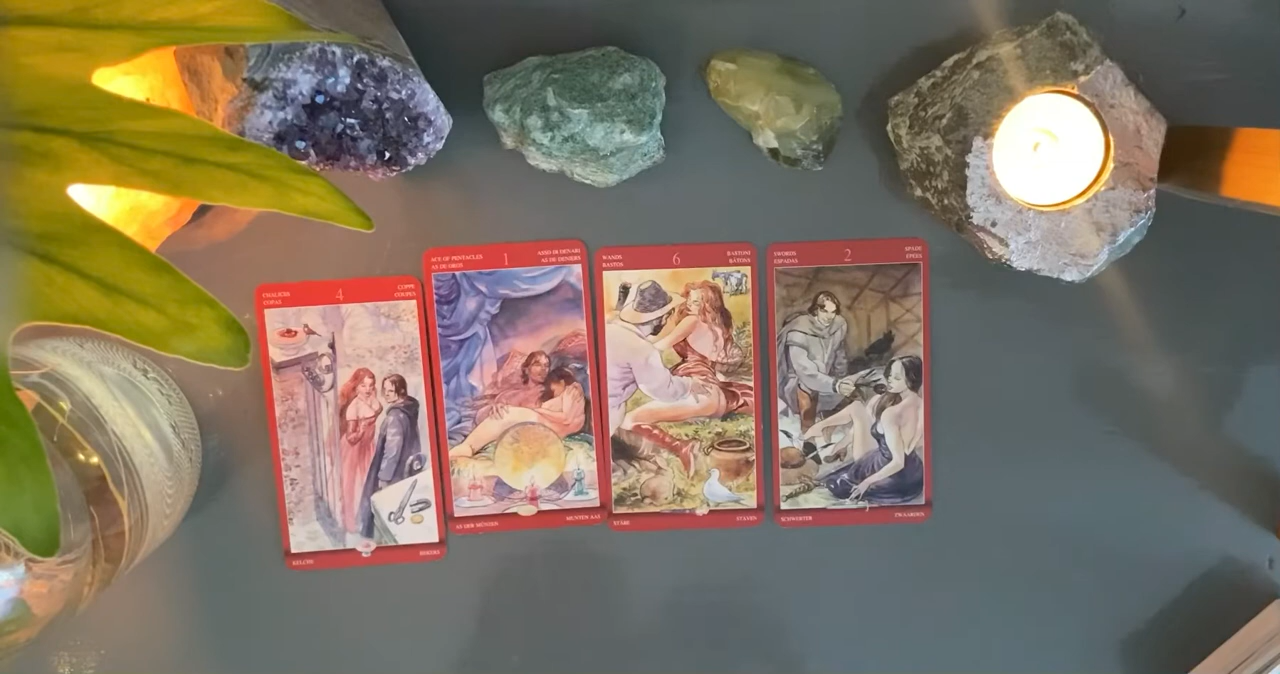 CHALICES
COPAS
4
COPPE
COUPES
KELCHE
BOKERS
ACE OF PENTACLES
AS DE OROS
1
ASSO DI DENARI
AS DE DENIERS
AS DER MÜNZEN
MUNTEN AAS
WANDS
BASTOS
6
BASTONI
BÂTONS
STÄBE
STAVEN
SWORDS
ESPADAS
2
SPADE
ÉPÉES
SCHWERTER
ZWAARDEN